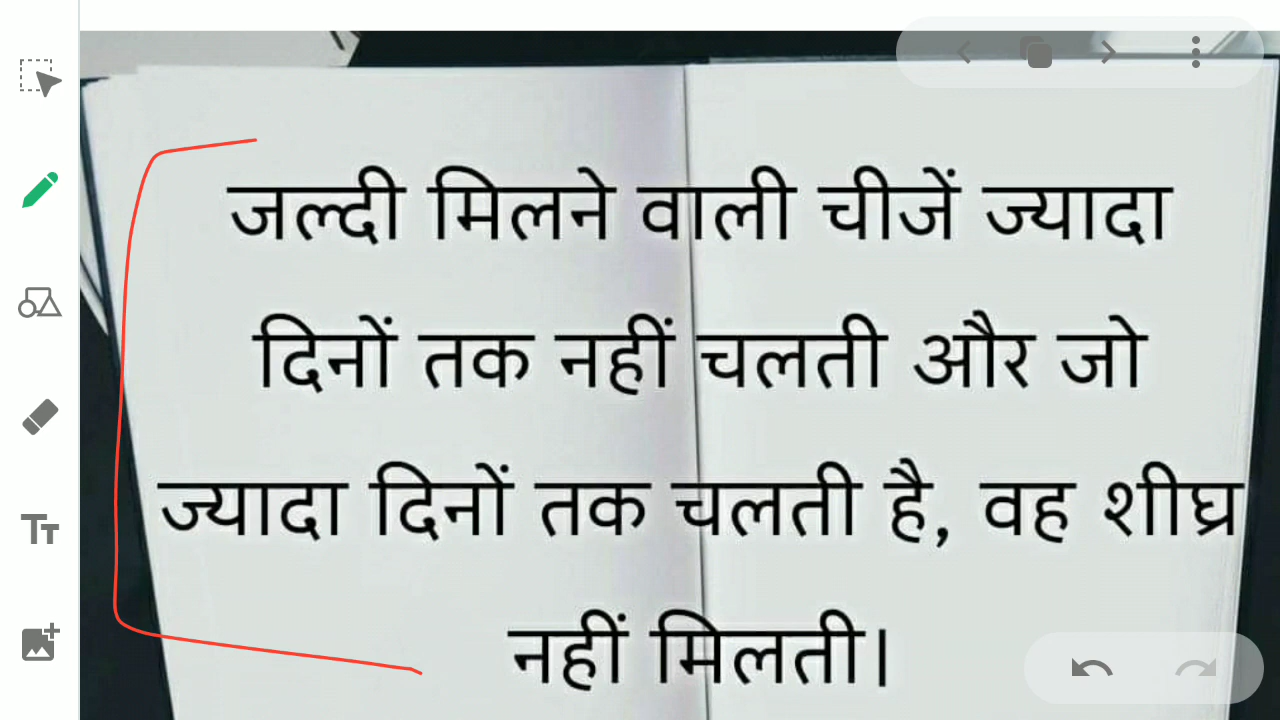 जल्दी मिलने वाली चीजें ज्यादा
दिनों तक नहीं चलती और जो
ज्यादा दिनों तक चलती है, वह शीघ्र
नहीं मिलती।